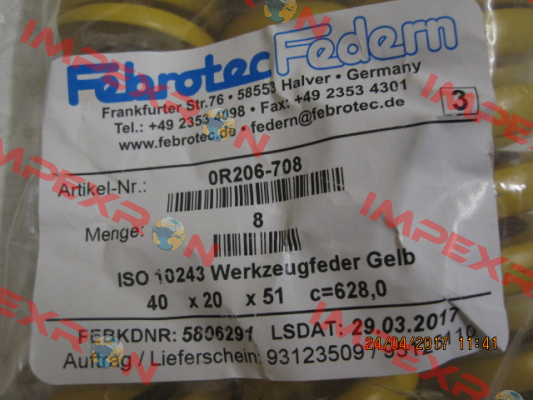 Febrotec Federn
Frankfurter Str.76 • 58553 Halver • Germany
Tel.: +49 2353 4098 • Fax: +49 2353 4301
www.febrotec.de • federn@febrotec.de
3
Artikel-Nr.: 0R206-708
Menge: 8
ISO 10243 Werkzeugfeder Gelb
40 x 20 x 51 c=628,0
FEBKDNR: 5806291 LSDAT: 29.03.2017
Auftrag / Lieferschein: 93123509 /
24/04/2017 11:41
IMPEXRON